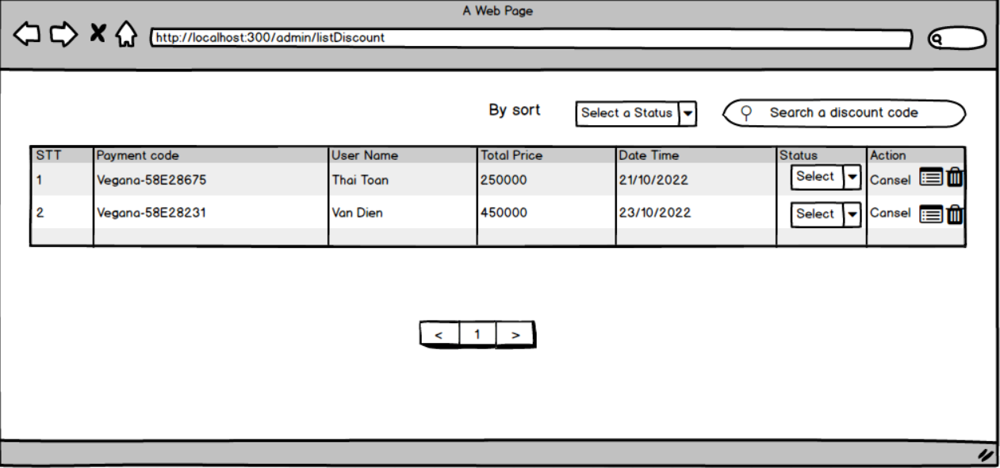 A Web Page
http://localhost:300/admin/listDiscount
By sort Select a Status Search a discount code
STT Payment code User Name Total Price Date Time Status Action
1 Vegana-58E28675 Thai Toan 250000 21/10/2022 Select Cansel
2 Vegana-58E28231 Van Dien 450000 23/10/2022 Select Cansel
< 1 >